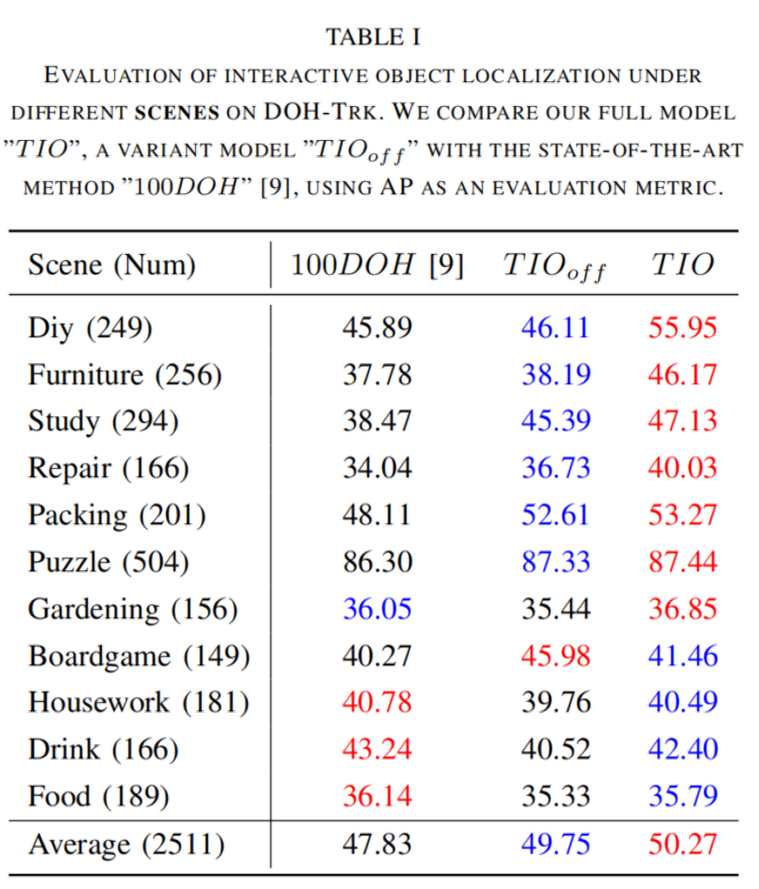 TABLE I
EVALUATION OF INTERACTIVE OBJECT LOCALIZATION UNDER
DIFFERENT SCENES ON DOH-TRK. WE COMPARE OUR FULL MODEL
"TIO", A VARIANT MODEL "TIO_off" WITH THE STATE-OF-THE-ART
METHOD "100DOH" [9], USING AP AS AN EVALUATION METRIC.
Scene (Num) 100DOH [9] TIO_off TIO
Diy (249) 45.89 46.11 55.95
Furniture (256) 37.78 38.19 46.17
Study (294) 38.47 45.39 47.13
Repair (166) 34.04 36.73 40.03
Packing (201) 48.11 52.61 53.27
Puzzle (504) 86.30 87.33 87.44
Gardening (156) 36.05 35.44 36.85
Boardgame (149) 40.27 45.98 41.46
Housework (181) 40.78 39.76 40.49
Drink (166) 43.24 40.52 42.40
Food (189) 36.14 35.33 35.79
Average (2511) 47.83 49.75 50.27